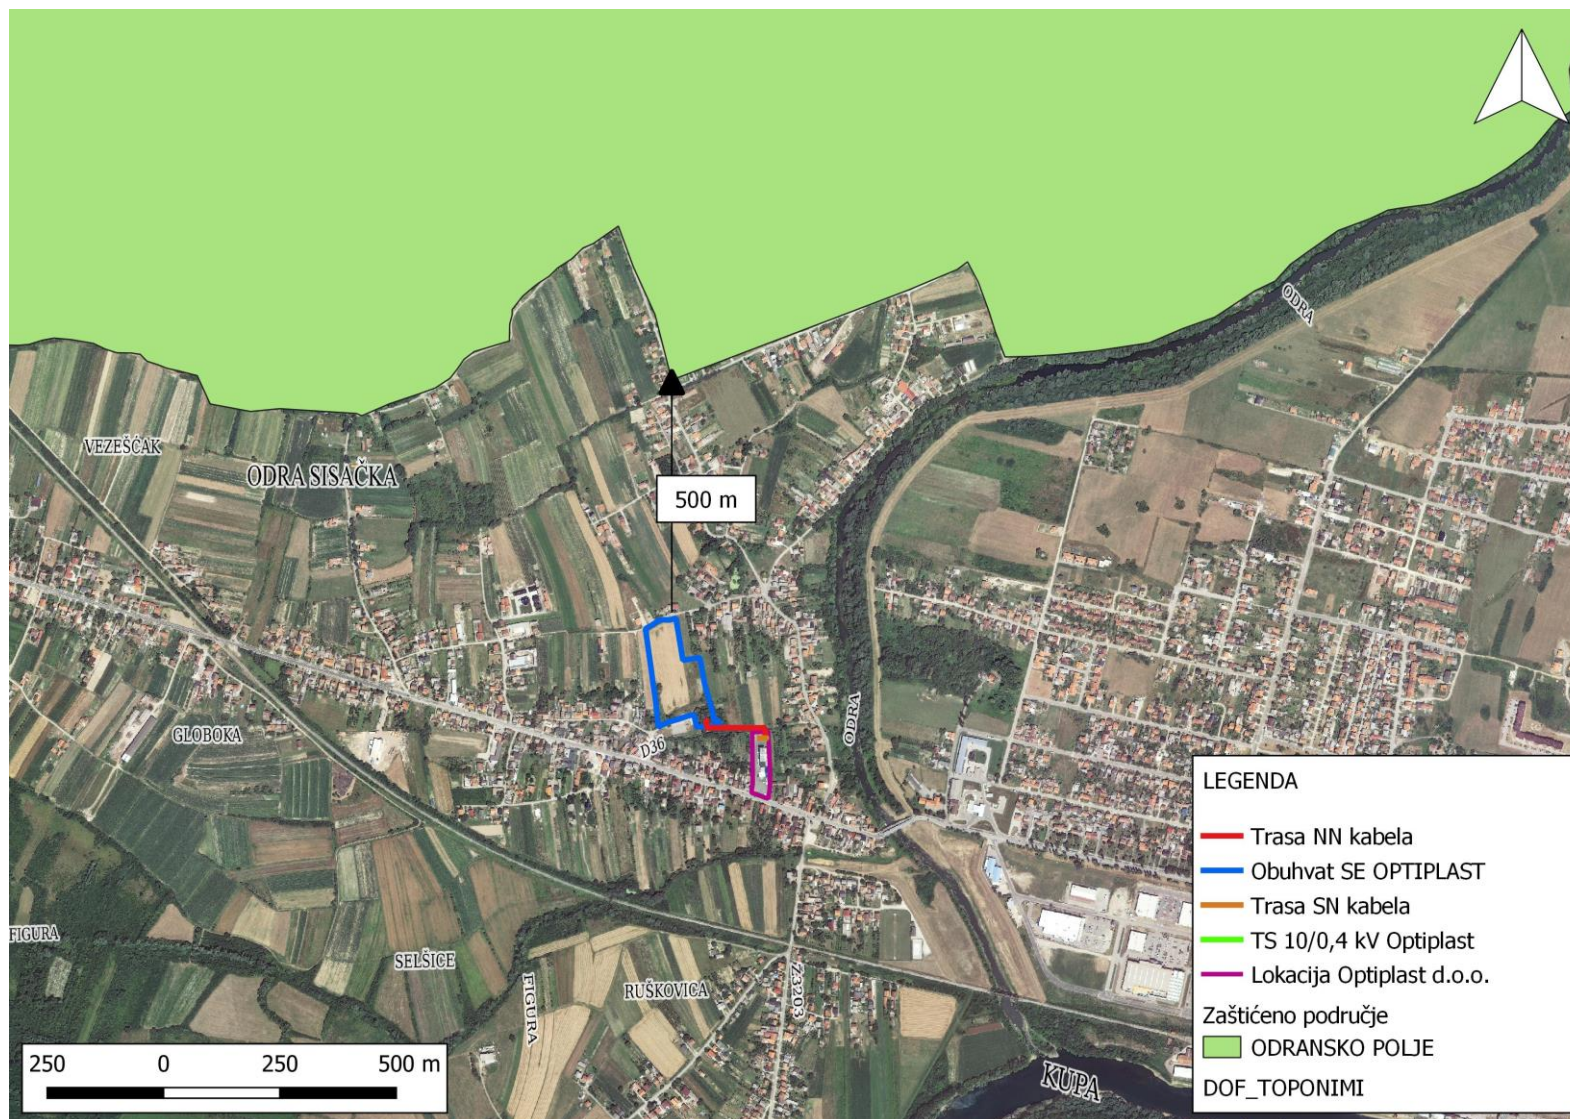 ODRA
VEZEŠĆAK
ODRA SISAČKA
500 m
ODRA
D36
GLOBOKA
FIGURA
SELŠICE
FIGURA
RUŠKOVICA
Z3203
KUPA
250 0 250 500 m
LEGENDA
Trasa NN kabela
Obuhvat SE OPTIPLAST
Trasa SN kabela
TS 10/0,4 kV Optiplast
Lokacija Optiplast d.o.o.
Zaštićeno područje
ODRANSKO POLJE
DOF_TOPONIMI